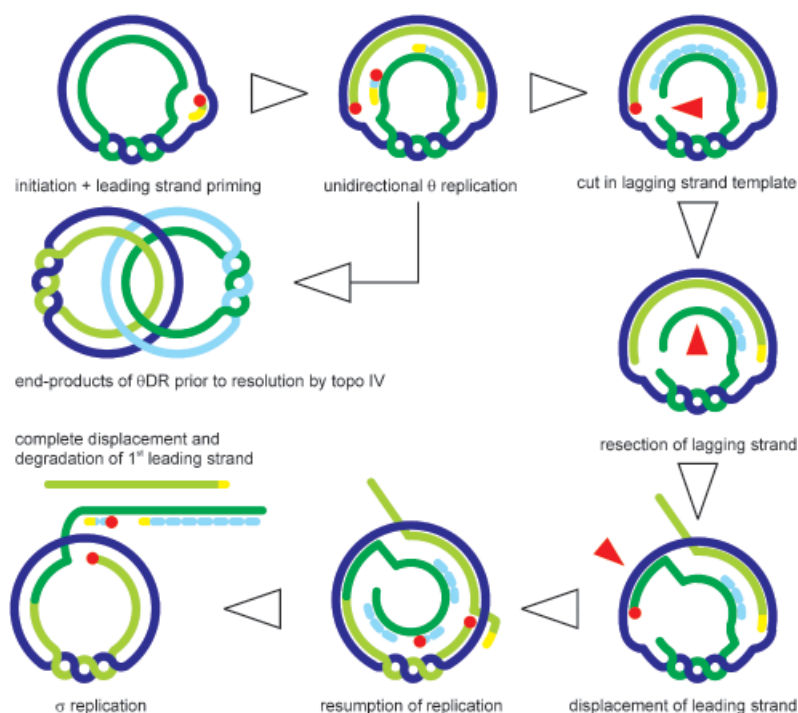 initiation + leading strand priming
unidirectional θ replication
cut in lagging strand template
end-products of θDR prior to resolution by topo IV
resection of lagging strand
complete displacement and
degradation of 1st leading strand
σ replication
resumption of replication
displacement of leading strand